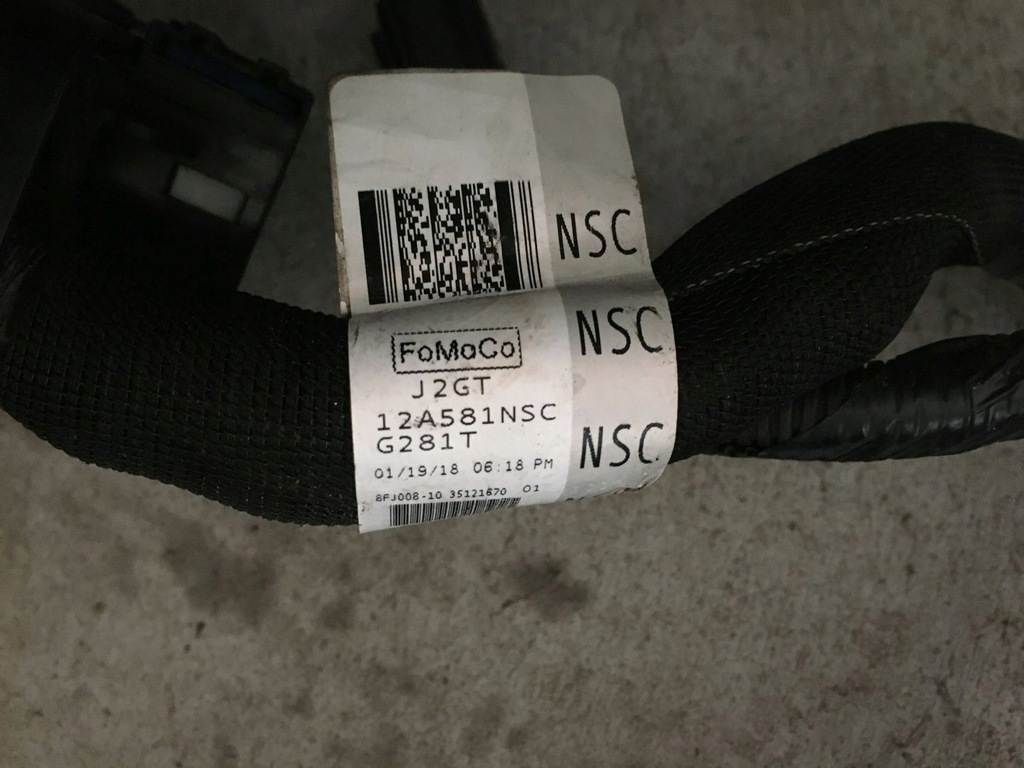 NSC
FoMoCo
NSC
J2GT
12A581NSC
G281T
NSC
01/19/18 06:18 PM
8FJ008-10 35121670 01